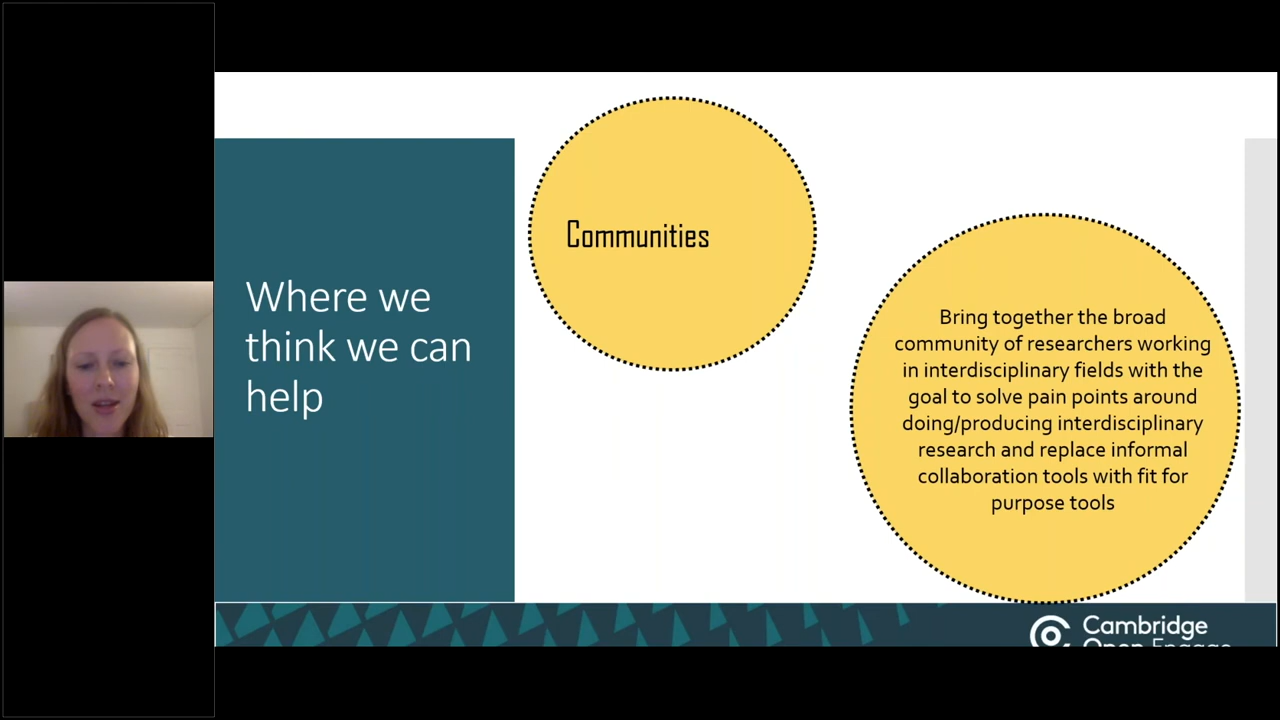 Where we
think we can
help
Communities
Bring together the broad
community of researchers working
in interdisciplinary fields with the
goal to solve pain points around
doing/producing interdisciplinary
research and replace informal
collaboration tools with fit for
purpose tools
Cambridge
Open Engage